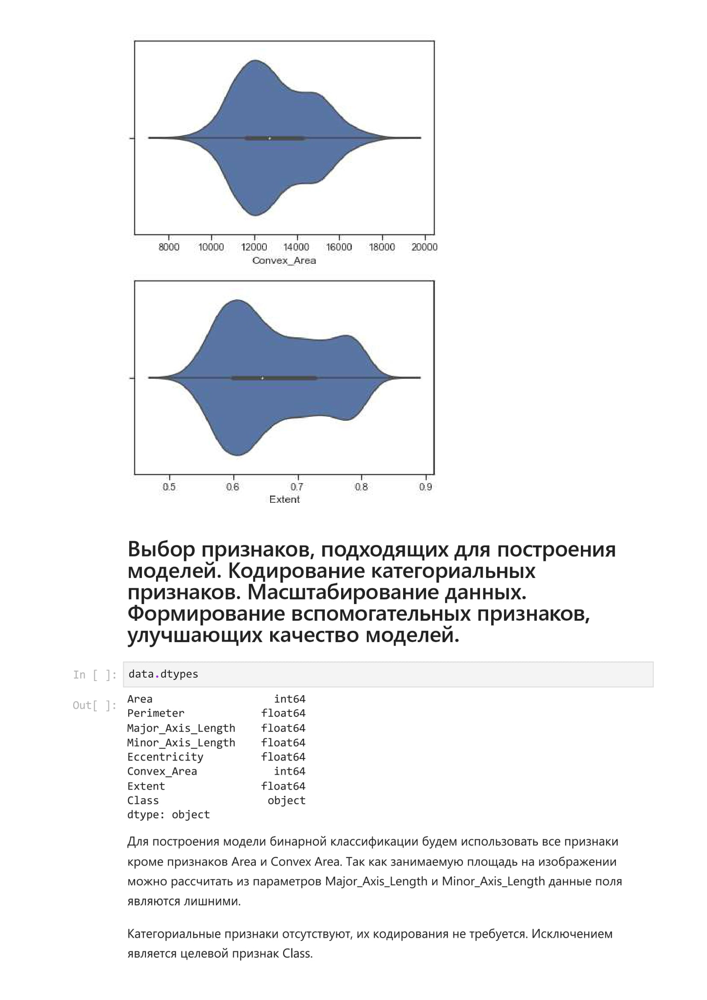 8000 10000 12000 14000 16000 18000 20000
Convex_Area
0.5 0.6 0.7 0.8 0.9
Extent
Выбор признаков, подходящих для построения
моделей. Кодирование категориальных
признаков. Масштабирование данных.
Формирование вспомогательных признаков,
улучшающих качество моделей.
In [ ]: data.dtypes
Out[ ]: Area int64
Perimeter float64
Major_Axis_Length float64
Minor_Axis_Length float64
Eccentricity float64
Convex_Area int64
Extent float64
Class object
dtype: object
Для построения модели бинарной классификации будем использовать все признаки
кроме признаков Area и Convex Area. Так как занимаемую площадь на изображении
можно рассчитать из параметров Major_Axis_Length и Minor_Axis_Length данные поля
являются лишними.
Категориальные признаки отсутствуют, их кодирования не требуется. Исключением
является целевой признак Class.